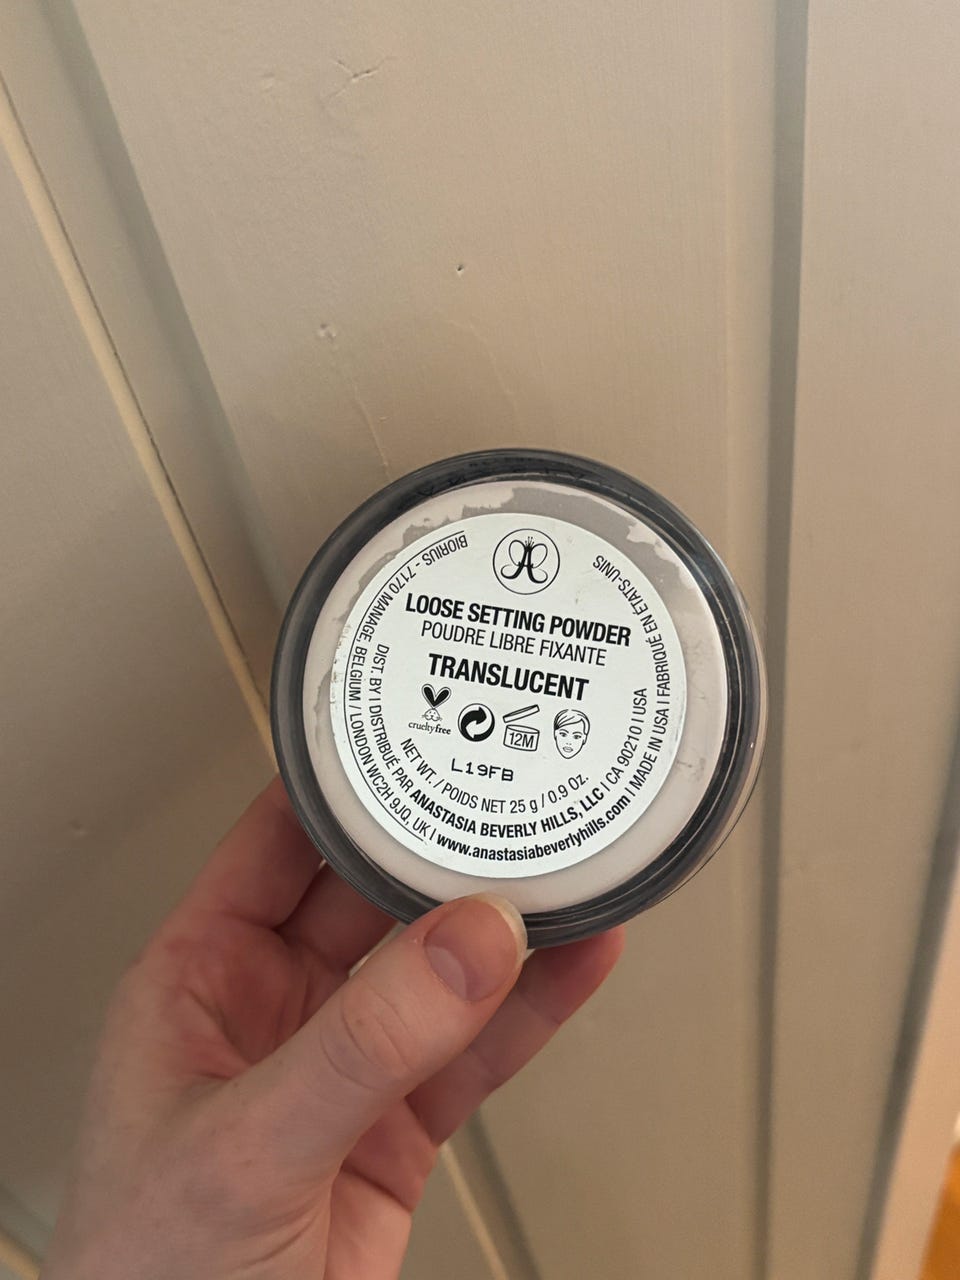 LOOSE SETTING POWDER
POUDRE LIBRE FIXANTE
TRANSLUCENT
crueltyfree
12M
L19FB
NET WT. / POIDS NET 25 g / 0.9 Oz.
DIST. BY | DISTRIBUÉ PAR ANASTASIA BEVERLY HILLS, LLC | CA 90210 | USA
BIORIUS - 7170 MANAGE, BELGIUM / LONDON WC2H 9JQ, UK | www.anastasiabeverlyhills.com | MADE IN USA | FABRIQUÉ EN ÉTATS-UNIS